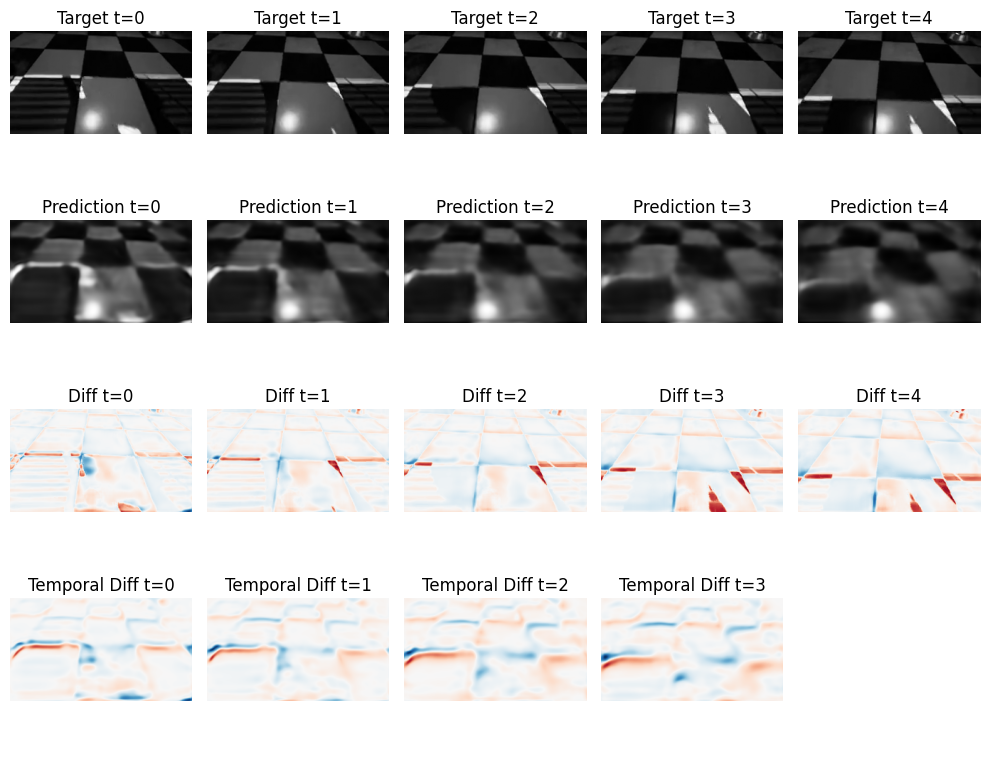 Target t=0 Target t=1 Target t=2 Target t=3 Target t=4
Prediction t=0 Prediction t=1 Prediction t=2 Prediction t=3 Prediction t=4
Diff t=0 Diff t=1 Diff t=2 Diff t=3 Diff t=4
Temporal Diff t=0 Temporal Diff t=1 Temporal Diff t=2 Temporal Diff t=3